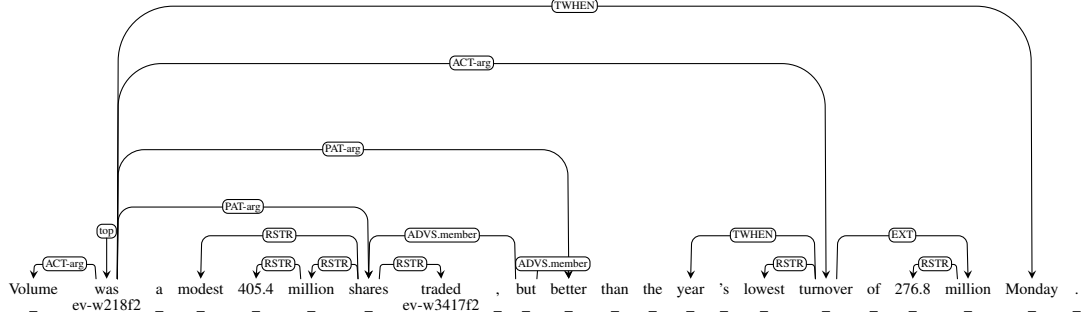 TWHEN
ACT-arg
PAT-arg
PAT-arg
top RSTR ADVS.member TWHEN EXT
ACT-arg RSTR RSTR RSTR ADVS.member RSTR RSTR
Volume was a modest 405.4 million shares traded , but better than the year 's lowest turnover of 276.8 million Monday .
ev-w218f2 ev-w3417f2
_ _ _ _ _ _ _ _ _ _ _ _ _ _ _ _ _ _ _ _ _